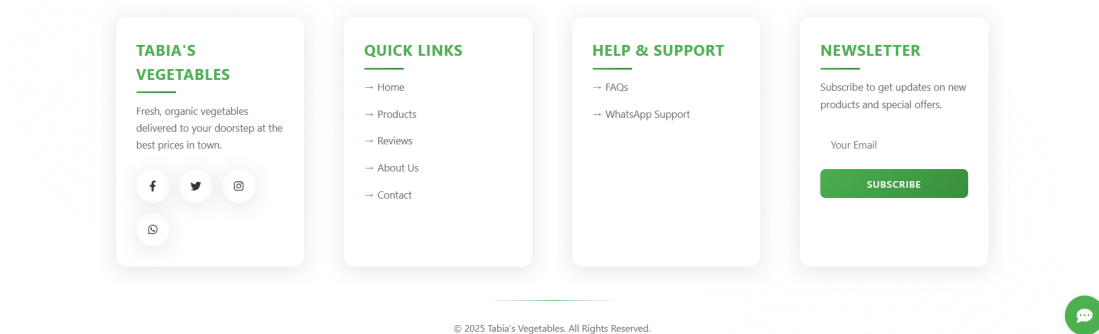 TABIA'S
VEGETABLES
Fresh, organic vegetables
delivered to your doorstep at the
best prices in town.
QUICK LINKS
→ Home
→ Products
→ Reviews
→ About Us
→ Contact
HELP & SUPPORT
→ FAQs
→ WhatsApp Support
NEWSLETTER
Subscribe to get updates on new
products and special offers.
Your Email
SUBSCRIBE
© 2025 Tabia's Vegetables. All Rights Reserved.